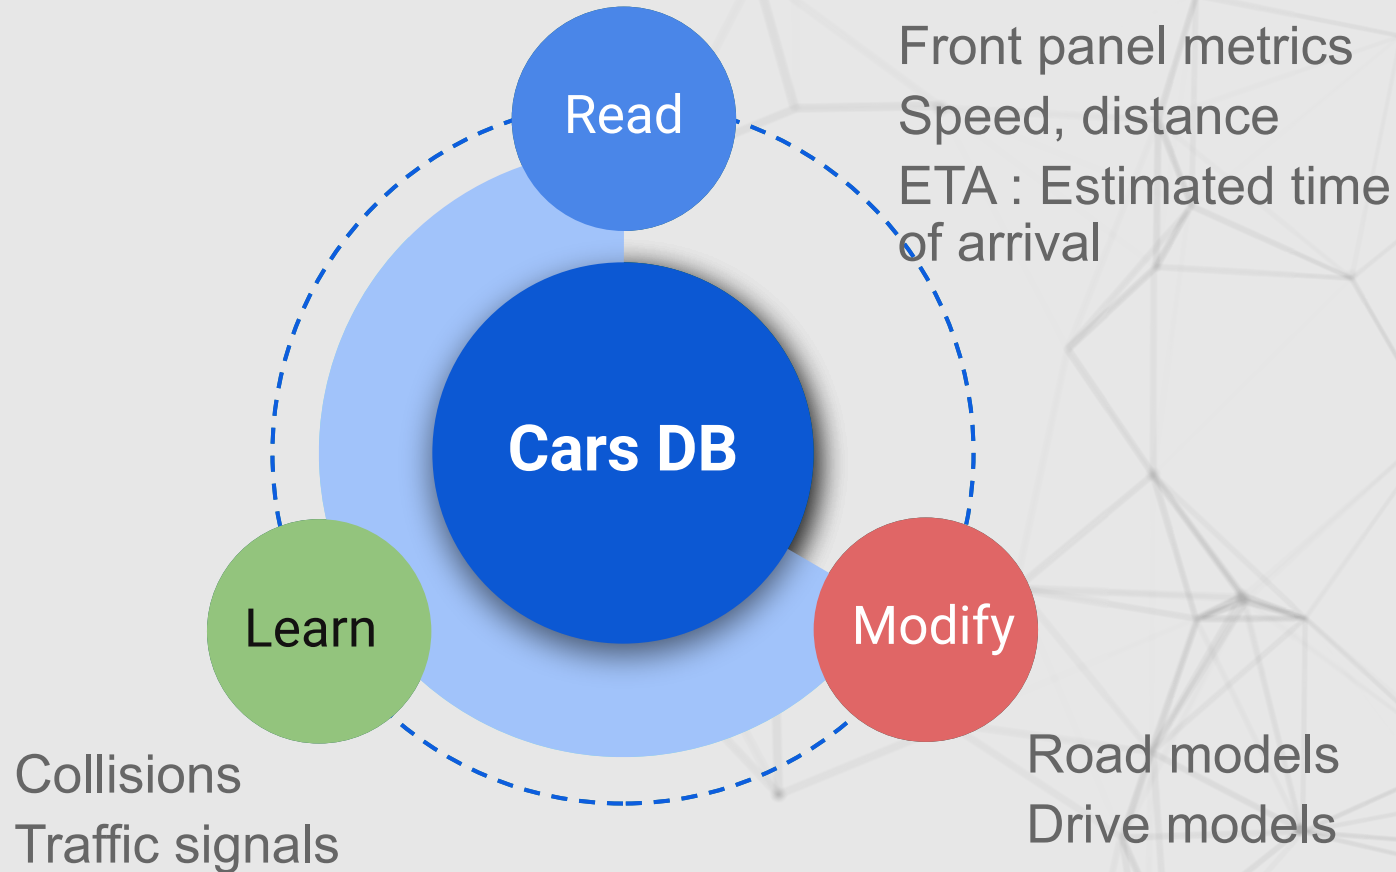 Read
Front panel metrics
Speed, distance
ETA : Estimated time
of arrival
Cars DB
Learn
Modify
Collisions
Traffic signals
Road models
Drive models